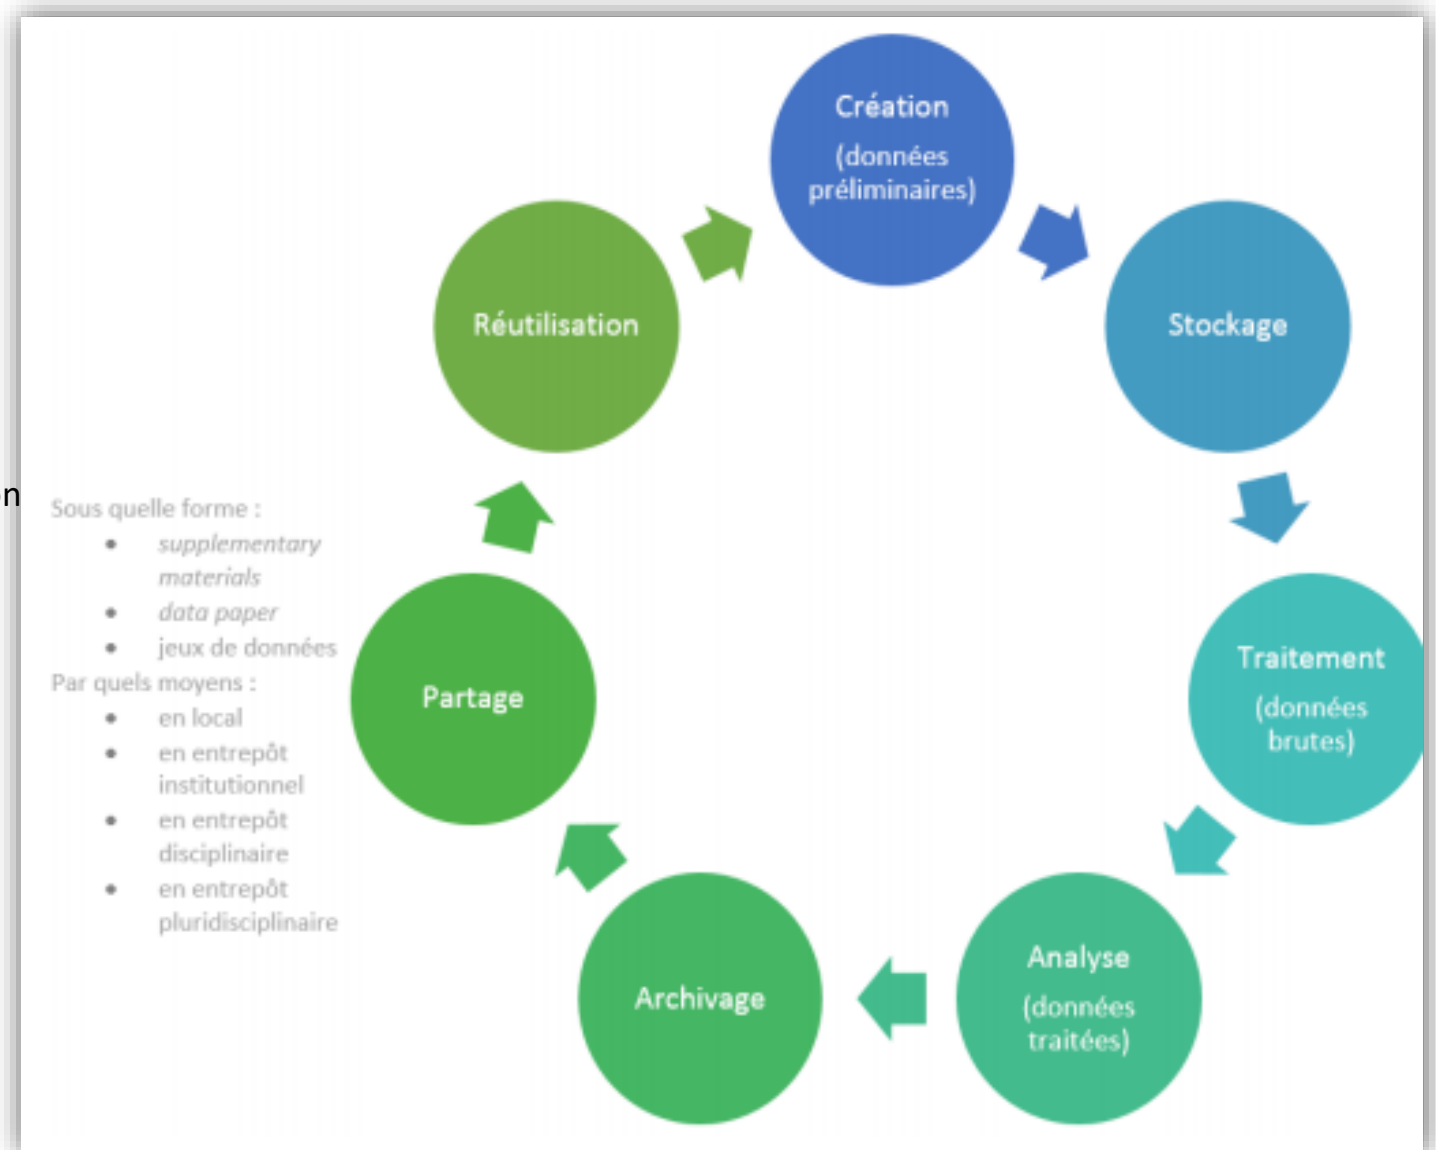 Création
(données
préliminaires)
Stockage
Traitement
(données
brutes)
Analyse
(données
traitées)
Archivage
Partage
Réutilisation
n
Sous quelle forme :
• supplementary
materials
• data paper
• jeux de données
Par quels moyens :
• en local
• en entrepôt
institutionnel
• en entrepôt
disciplinaire
• en entrepôt
pluridisciplinaire